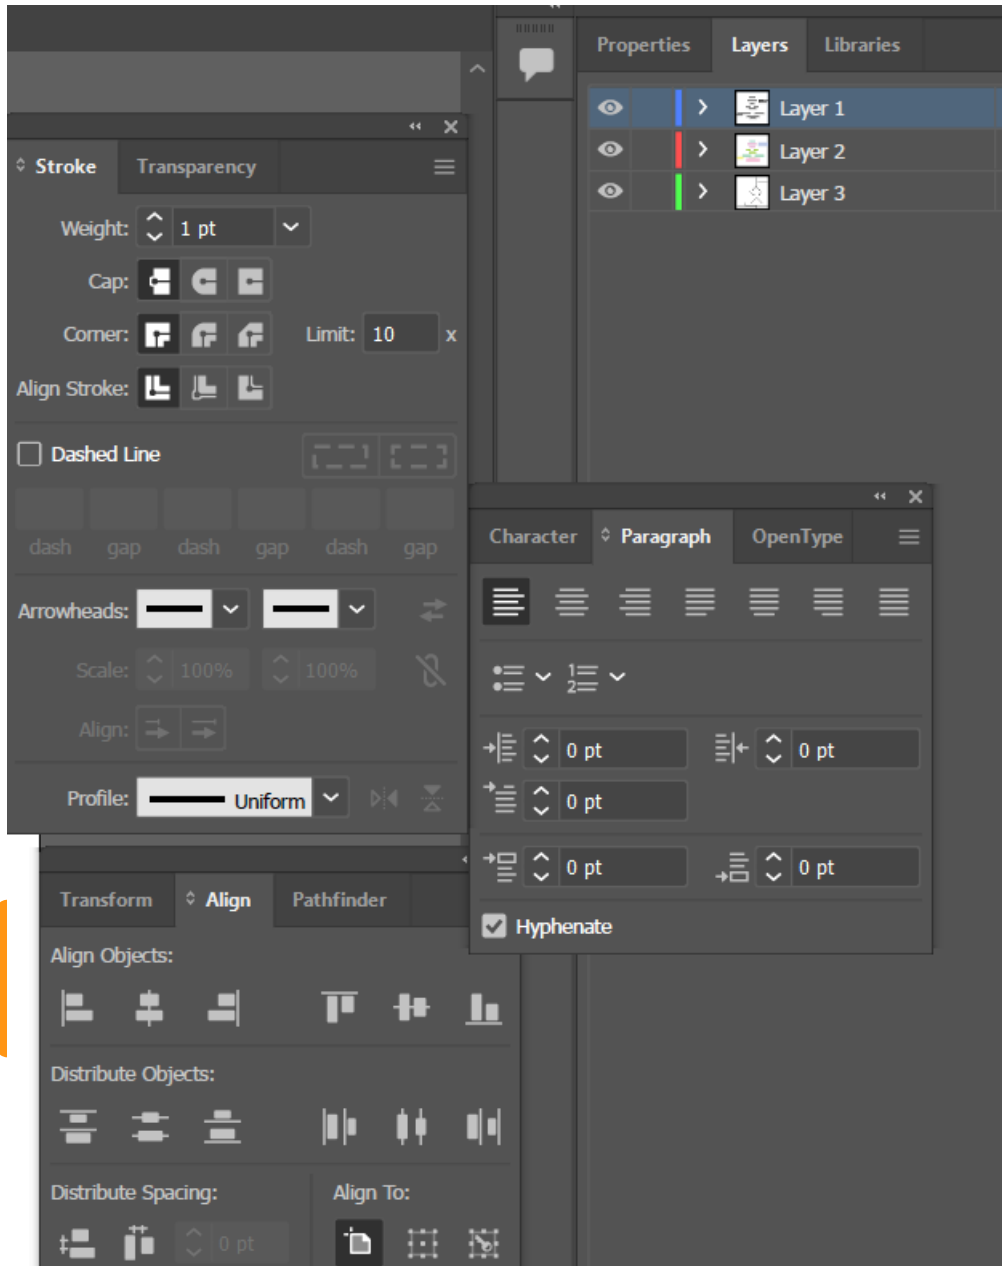 Properties Layers Libraries
Layer 1
Layer 2
Layer 3
Stroke Transparency
Weight: 1 pt
Cap:
Corner: Limit: 10 x
Align Stroke:
Dashed Line
dash gap dash gap dash gap
Arrowheads:
Scale: 100% 100%
Align:
Profile: Uniform
Character Paragraph OpenType
1
2
0 pt 0 pt
0 pt
0 pt 0 pt
Hyphenate
Transform Align Pathfinder
Align Objects:
Distribute Objects:
Distribute Spacing: Align To:
0 pt